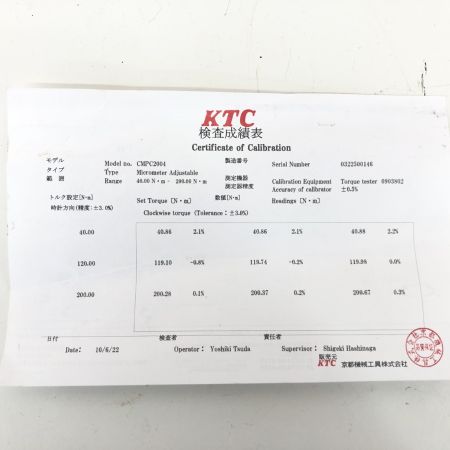 KTC
検査成績表
Certificate of Calibration
モデル Model no. CMPC2004 製造番号 Serial Number 0322500146
タイプ Type Micrometer Adjustable 測定機器 Calibration Equipment Torque tester 0903802
範囲 Range 40.00 N・m - 200.00 N・m 測定器精度 Accuracy of calibrator ±0.5%
トルク設定[N・m] Set Torque [N・m] 数値[N・m] Readings [N・m]
時計方向(精度:±3.0%) Clockwise torque (Tolerance: ±3.0%)
40.00 40.86 2.1% 40.86 2.1% 40.88 2.2%
120.00 119.10 -0.8% 119.74 -0.2% 119.98 0.0%
200.00 200.28 0.1% 200.37 0.2% 200.67 0.3%
日付 検査者 責任者
Date: 10/6/22 Operator: Yoshiki Tsuda Supervisor: Shigeki Hashinaga
販売元
KTC 京都機械工具株式会社